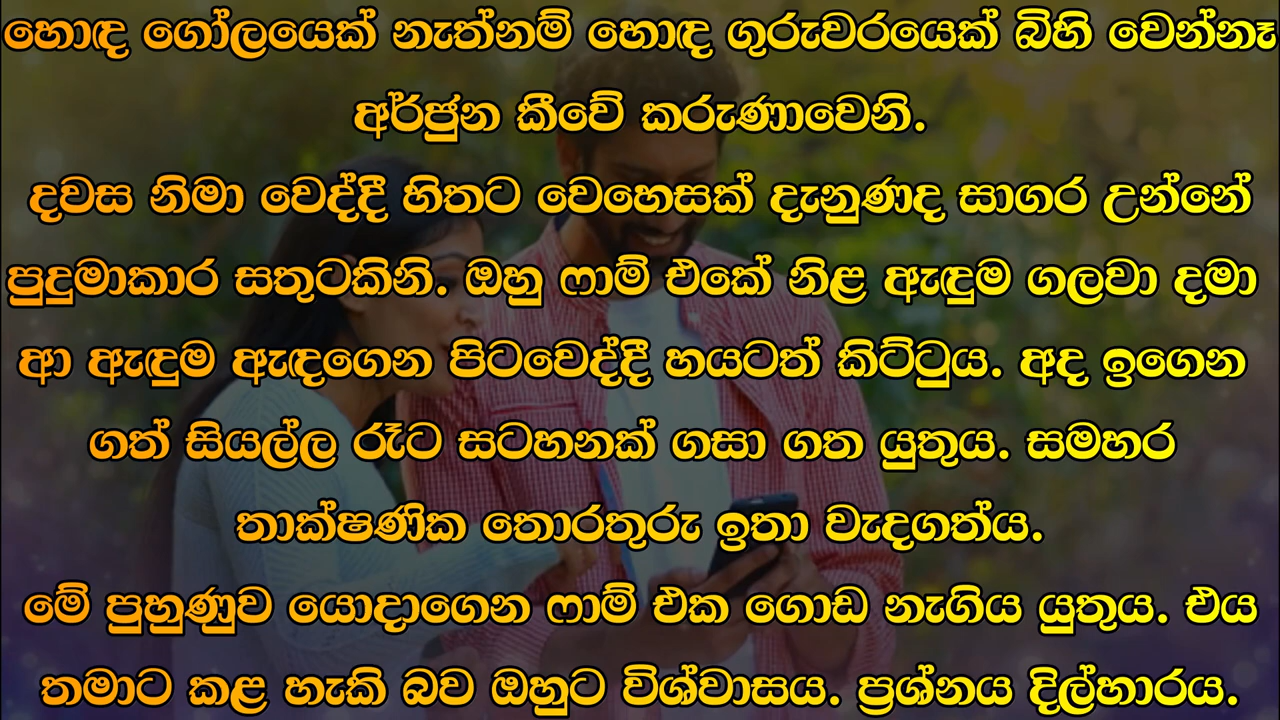 හොඳ ගෝලයෙක් නැත්නම් හොඳ ගුරුවරයෙක් බිහි වෙන්නෑ
අර්ජුන කීවේ කරුණාවෙනි.
දවස නිමා වෙද්දී හිතට වෙහෙසක් දැනුණද සාගර උන්නේ
පුදුමාකාර සතුටකිනි. ඔහු ෆාම් එකේ නිළ ඇඳුම ගලවා දමා
ආ ඇඳුම ඇඳගෙන පිටවෙද්දී හයටත් කිට්ටුය. අද ඉගෙන
ගත් සියල්ල රෑට සටහනක් ගසා ගත යුතුය. සමහර
තාක්ෂණික තොරතුරු ඉතා වැදගත්ය.
මේ පුහුණුව යොදාගෙන ෆාම් එක ගොඩ නැගිය යුතුය. එය
තමාට කළ හැකි බව ඔහුට විශ්වාසය. ප්‍රශ්නය දිල්හාරය.